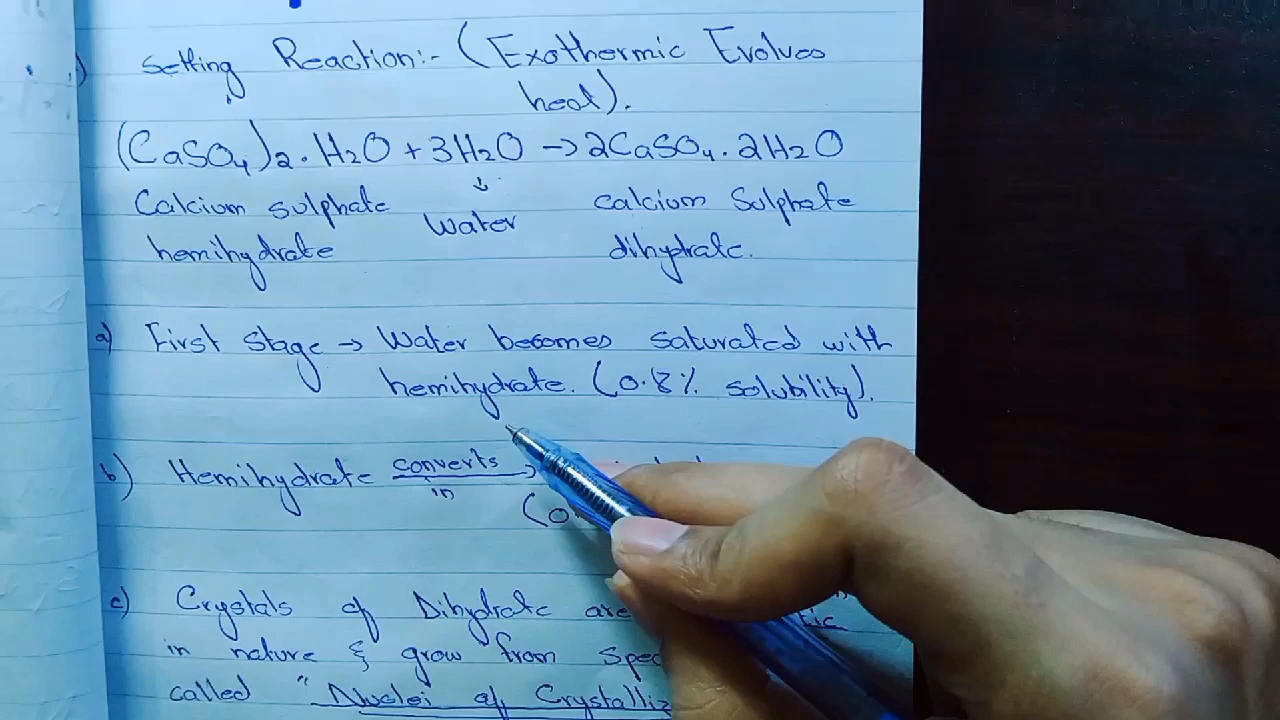 Setting Reaction:- (Exothermic Evolves
heat).
(CaSO₄)₂.H₂O + 3H₂O → 2CaSO₄.2H₂O
↓
Calcium sulphate Water calcium Sulphate
hemihydrate dihydrate.
a) First stage → Water becomes saturated with
hemihydrate. (0.8% solubility).
b) Hemihydrate converts in →
(0.
c) Crystals of Dihydrate are
in nature & grow from
called "Nuclei of